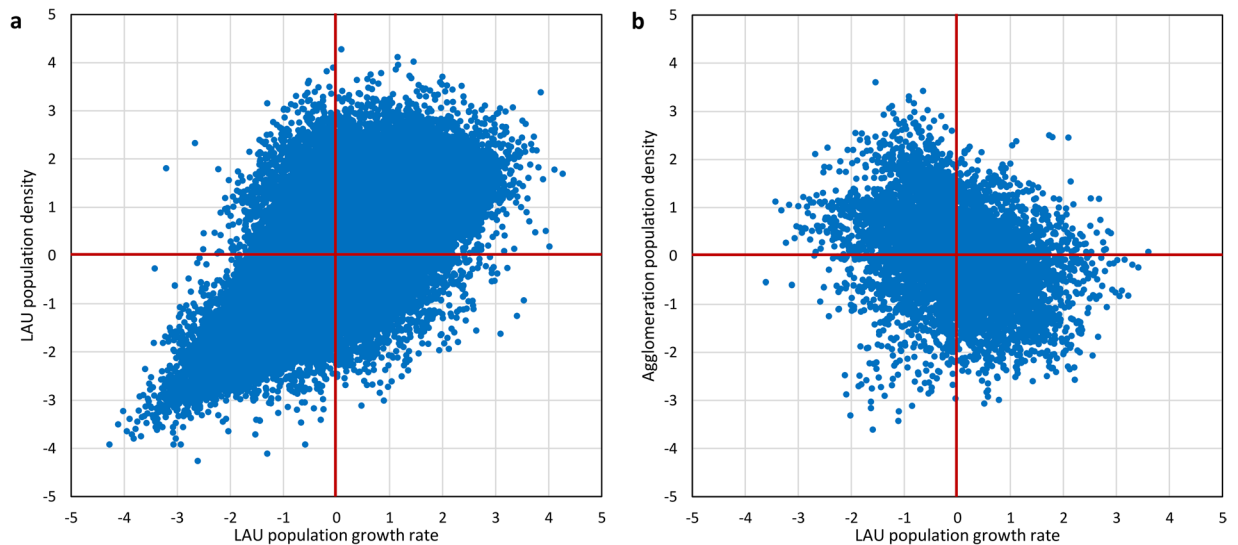 a
5
4
3
2
1
0
-1
-2
-3
-4
-5
LAU population density
-5 -4 -3 -2 -1 0 1 2 3 4 5
LAU population growth rate
b
5
4
3
2
1
0
-1
-2
-3
-4
-5
Agglomeration population density
-5 -4 -3 -2 -1 0 1 2 3 4 5
LAU population growth rate